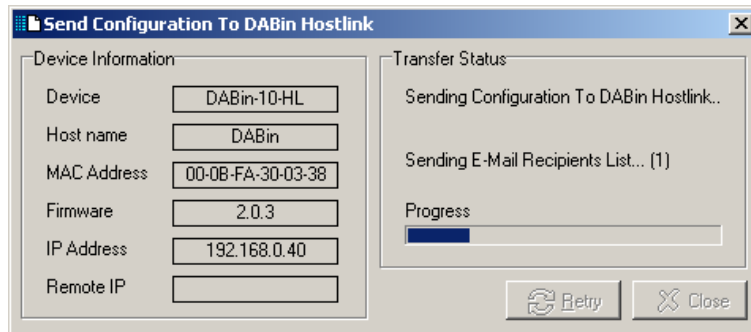 Send Configuration To DABin Hostlink
Device Information
Device DABin-10-HL
Host name DABin
MAC Address 00-0B-FA-30-03-38
Firmware 2.0.3
IP Address 192.168.0.40
Remote IP
Transfer Status
Sending Configuration To DABin Hostlink..
Sending E-Mail Recipients List... (1)
Progress
Retry Close